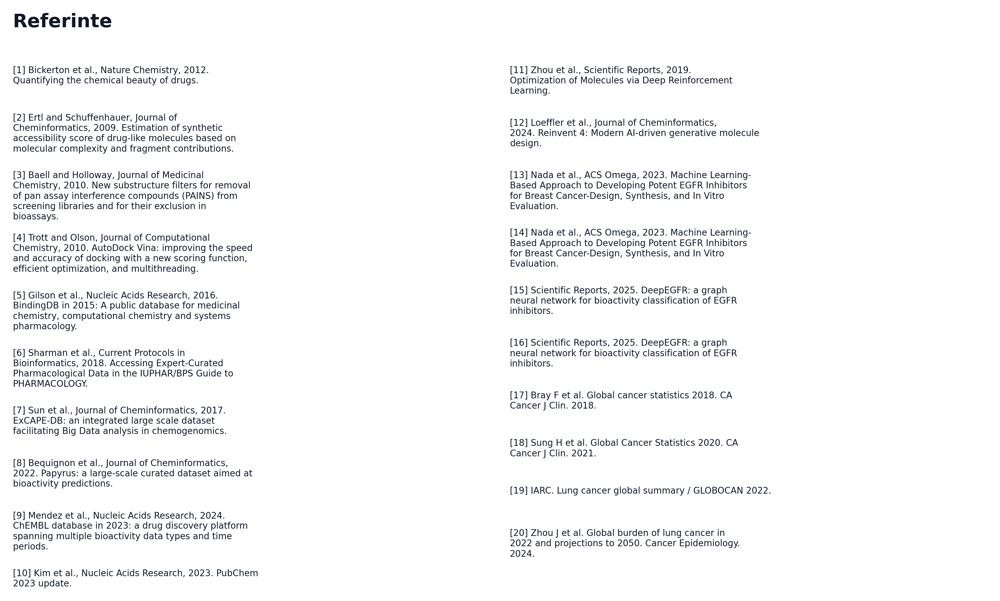 Referinte
[1] Bickerton et al., Nature Chemistry, 2012.
Quantifying the chemical beauty of drugs.
[2] Ertl and Schuffenhauer, Journal of
Cheminformatics, 2009. Estimation of synthetic
accessibility score of drug-like molecules based on
molecular complexity and fragment contributions.
[3] Baell and Holloway, Journal of Medicinal
Chemistry, 2010. New substructure filters for removal
of pan assay interference compounds (PAINS) from
screening libraries and for their exclusion in
bioassays.
[4] Trott and Olson, Journal of Computational
Chemistry, 2010. AutoDock Vina: improving the speed
and accuracy of docking with a new scoring function,
efficient optimization, and multithreading.
[5] Gilson et al., Nucleic Acids Research, 2016.
BindingDB in 2015: A public database for medicinal
chemistry, computational chemistry and systems
pharmacology.
[6] Sharman et al., Current Protocols in
Bioinformatics, 2018. Accessing Expert-Curated
Pharmacological Data in the IUPHAR/BPS Guide to
PHARMACOLOGY.
[7] Sun et al., Journal of Cheminformatics, 2017.
ExCAPE-DB: an integrated large scale dataset
facilitating Big Data analysis in chemogenomics.
[8] Bequignon et al., Journal of Cheminformatics,
2022. Papyrus: a large-scale curated dataset aimed at
bioactivity predictions.
[9] Mendez et al., Nucleic Acids Research, 2024.
ChEMBL database in 2023: a drug discovery platform
spanning multiple bioactivity data types and time
periods.
[10] Kim et al., Nucleic Acids Research, 2023. PubChem
2023 update.
[11] Zhou et al., Scientific Reports, 2019.
Optimization of Molecules via Deep Reinforcement
Learning.
[12] Loeffler et al., Journal of Cheminformatics,
2024. Reinvent 4: Modern AI-driven generative molecule
design.
[13] Nada et al., ACS Omega, 2023. Machine Learning-
Based Approach to Developing Potent EGFR Inhibitors
for Breast Cancer-Design, Synthesis, and In Vitro
Evaluation.
[14] Nada et al., ACS Omega, 2023. Machine Learning-
Based Approach to Developing Potent EGFR Inhibitors
for Breast Cancer-Design, Synthesis, and In Vitro
Evaluation.
[15] Scientific Reports, 2025. DeepEGFR: a graph
neural network for bioactivity classification of EGFR
inhibitors.
[16] Scientific Reports, 2025. DeepEGFR: a graph
neural network for bioactivity classification of EGFR
inhibitors.
[17] Bray F et al. Global cancer statistics 2018. CA
Cancer J Clin. 2018.
[18] Sung H et al. Global Cancer Statistics 2020. CA
Cancer J Clin. 2021.
[19] IARC. Lung cancer global summary / GLOBOCAN 2022.
[20] Zhou J et al. Global burden of lung cancer in
2022 and projections to 2050. Cancer Epidemiology.
2024.